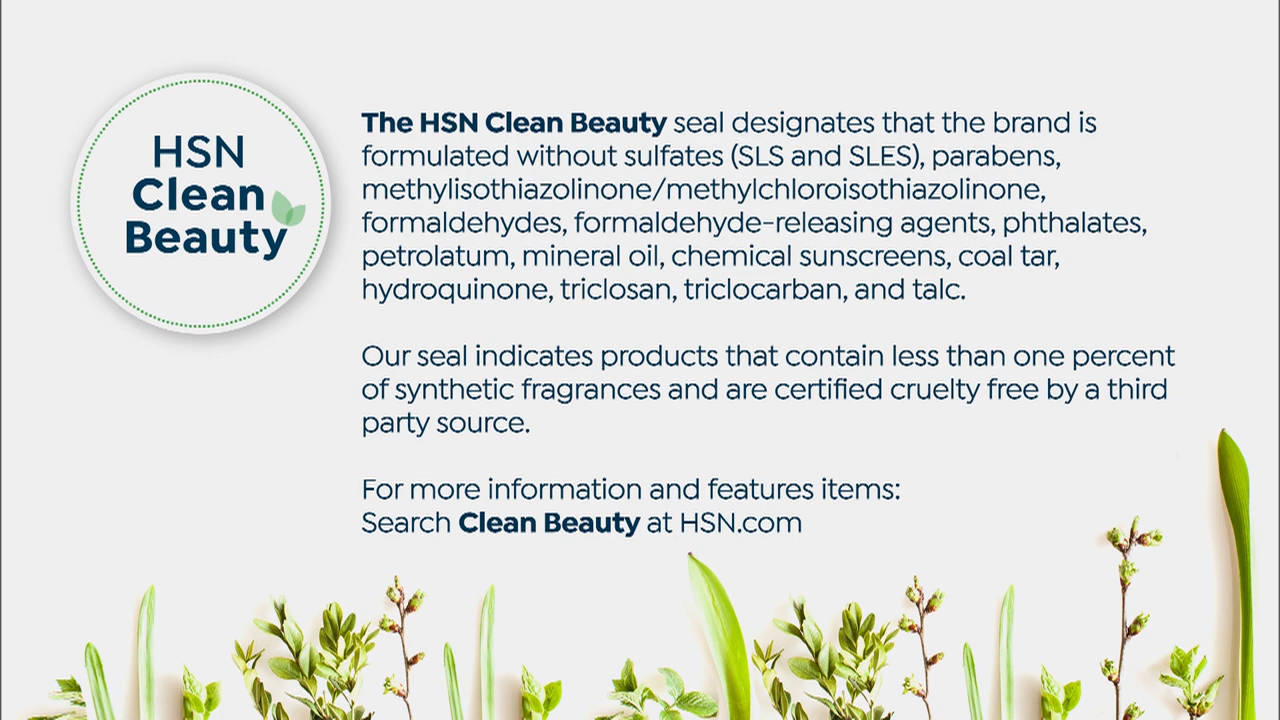 HSN
Clean
Beauty
The HSN Clean Beauty seal designates that the brand is
formulated without sulfates (SLS and SLES), parabens,
methylisothiazolinone/methylchloroisothiazolinone,
formaldehydes, formaldehyde-releasing agents, phthalates,
petrolatum, mineral oil, chemical sunscreens, coal tar,
hydroquinone, triclosan, triclocarban, and talc.
Our seal indicates products that contain less than one percent
of synthetic fragrances and are certified cruelty free by a third
party source.
For more information and features items:
Search Clean Beauty at HSN.com